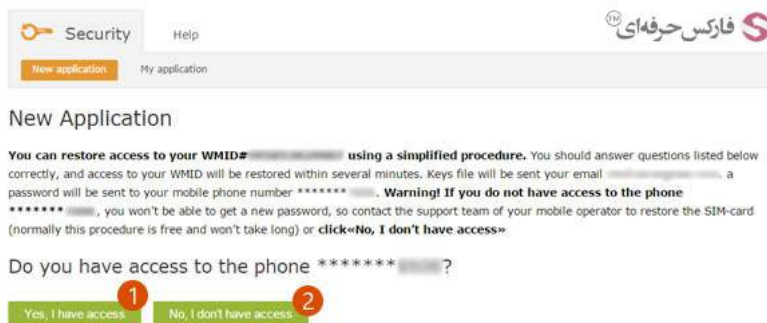 Security
Help
فارکس حرفه‌ای™
New application
My application
New Application
You can restore access to your WMID# using a simplified procedure. You should answer questions listed below
correctly, and access to your WMID will be restored within several minutes. Keys file will be sent your email , a
password will be sent to your mobile phone number ******* . Warning! If you do not have access to the phone
******* , you won't be able to get a new password, so contact the support team of your mobile operator to restore the SIM-card
(normally this procedure is free and won't take long) or click«No, I don't have access»
Do you have access to the phone ******* ?
1
2
Yes, I have access
No, I don't have access